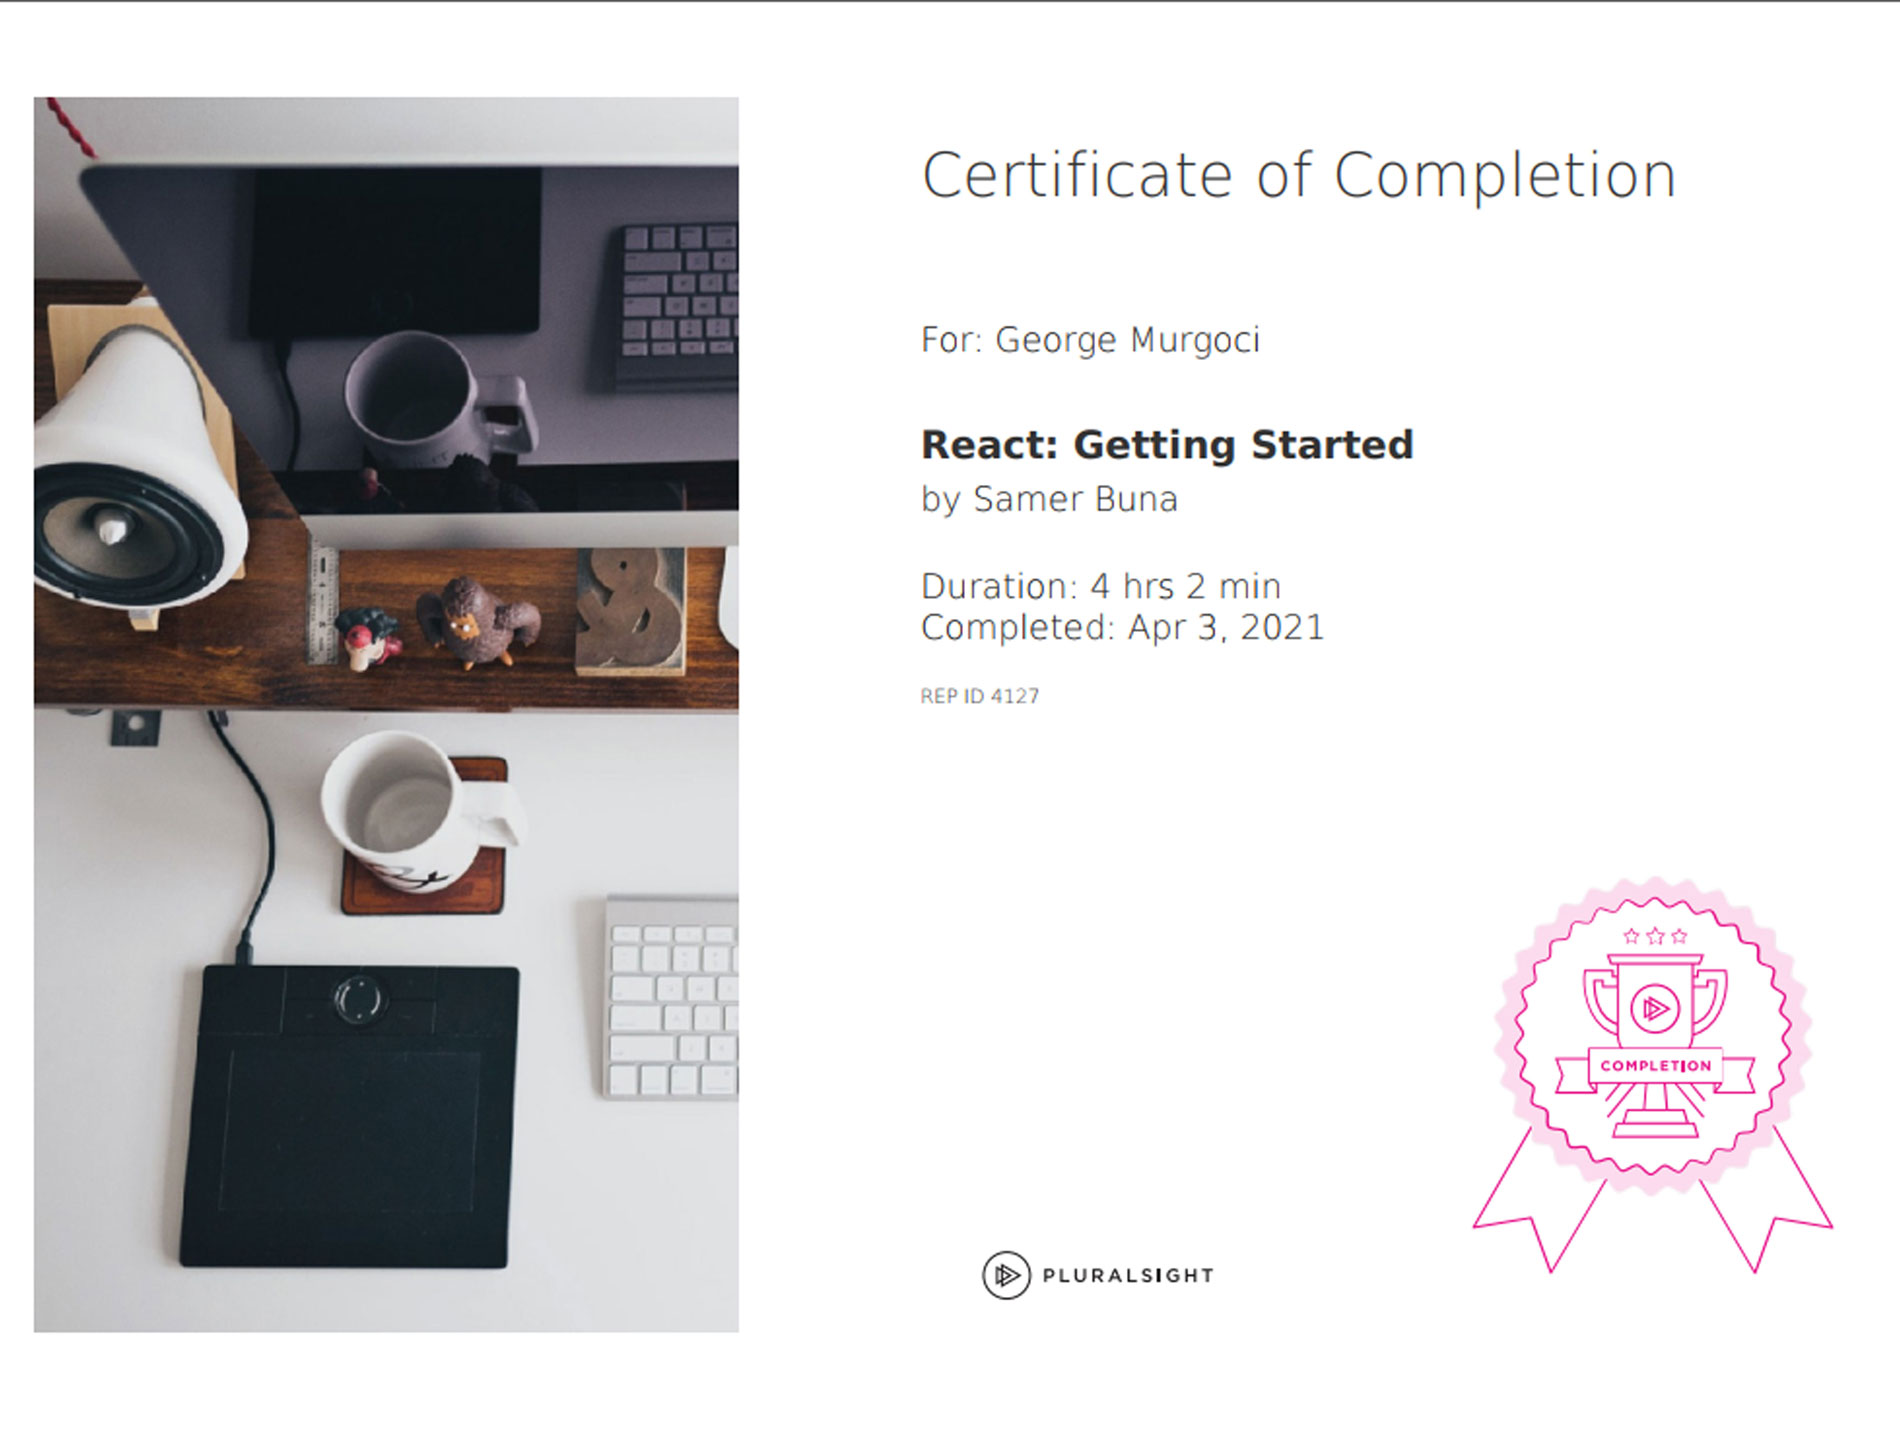 Certificate of Completion
For: George Murgoci
React: Getting Started
by Samer Buna
Duration: 4 hrs 2 min
Completed: Apr 3, 2021
REP ID 4127
COMPLETION
PLURALSIGHT